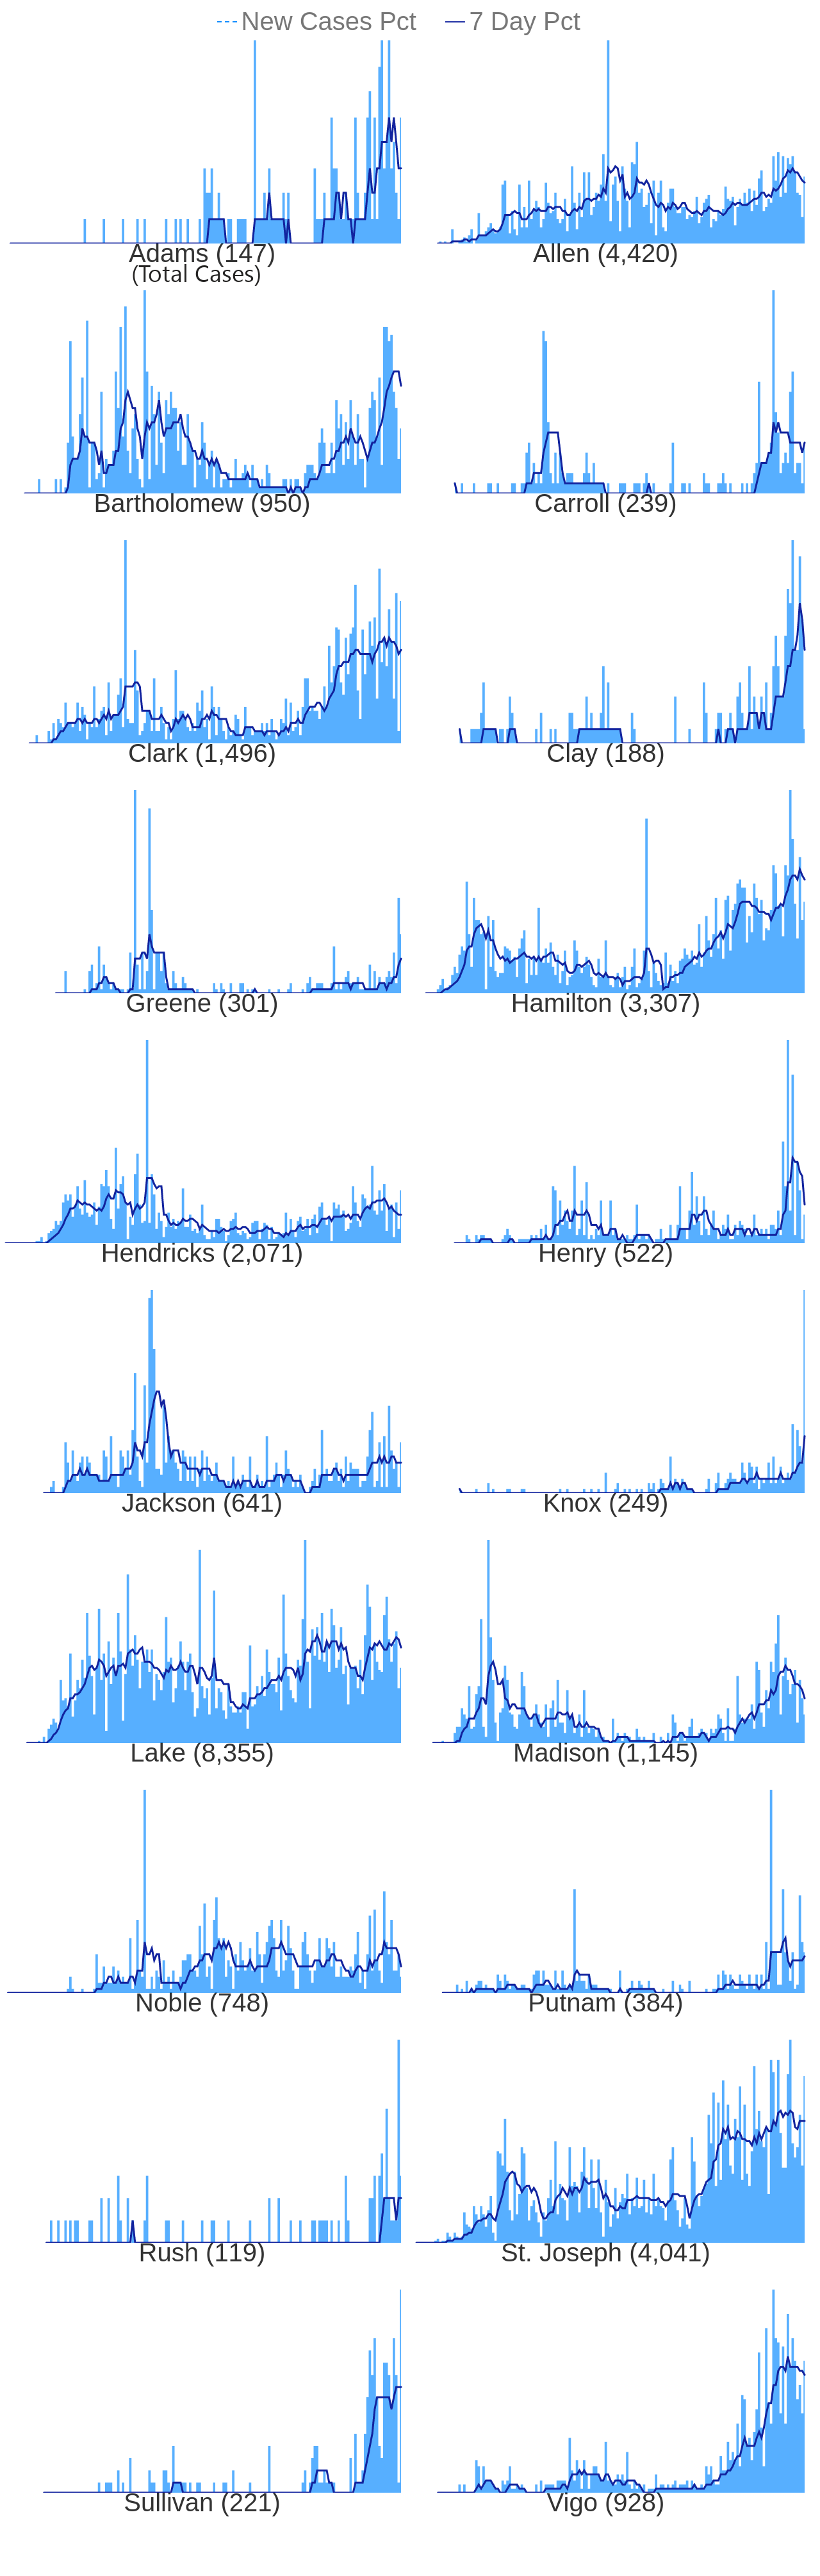 New Cases Pct 7 Day Pct
Adams (147) Allen (4,420)
(Total Cases)
Bartholomew (950) Carroll (239)
Clark (1,496) Clay (188)
Greene (301) Hamilton (3,307)
Hendricks (2,071) Henry (522)
Jackson (641) Knox (249)
Lake (8,355) Madison (1,145)
Noble (748) Putnam (384)
Rush (119) St. Joseph (4,041)
Sullivan (221) Vigo (928)